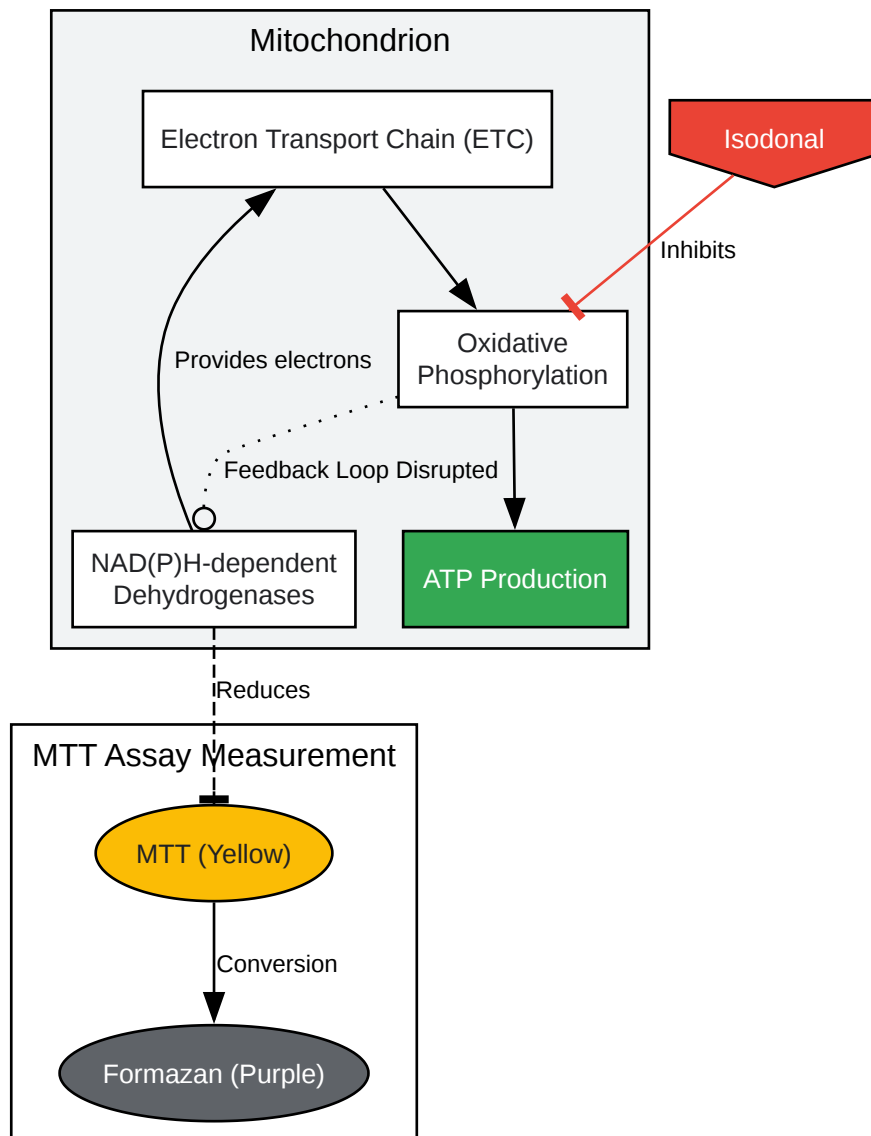 Mitochondrion
Electron Transport Chain (ETC)
Isodonal
Inhibits
Oxidative
Phosphorylation
Provides electrons
Feedback Loop Disrupted
NAD(P)H-dependent
Dehydrogenases
ATP Production
Reduces
MTT Assay Measurement
MTT (Yellow)
Conversion
Formazan (Purple)